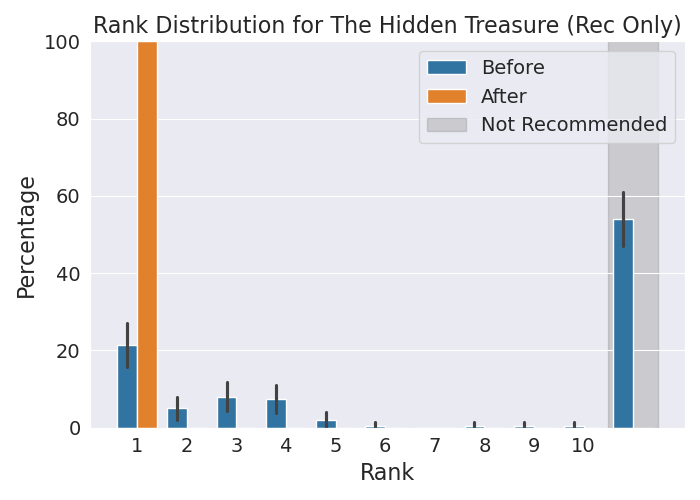 Rank Distribution for The Hidden Treasure (Rec Only)
100
80
60
40
20
0
Percentage
Before
After
Not Recommended
1 2 3 4 5 6 7 8 9 10
Rank